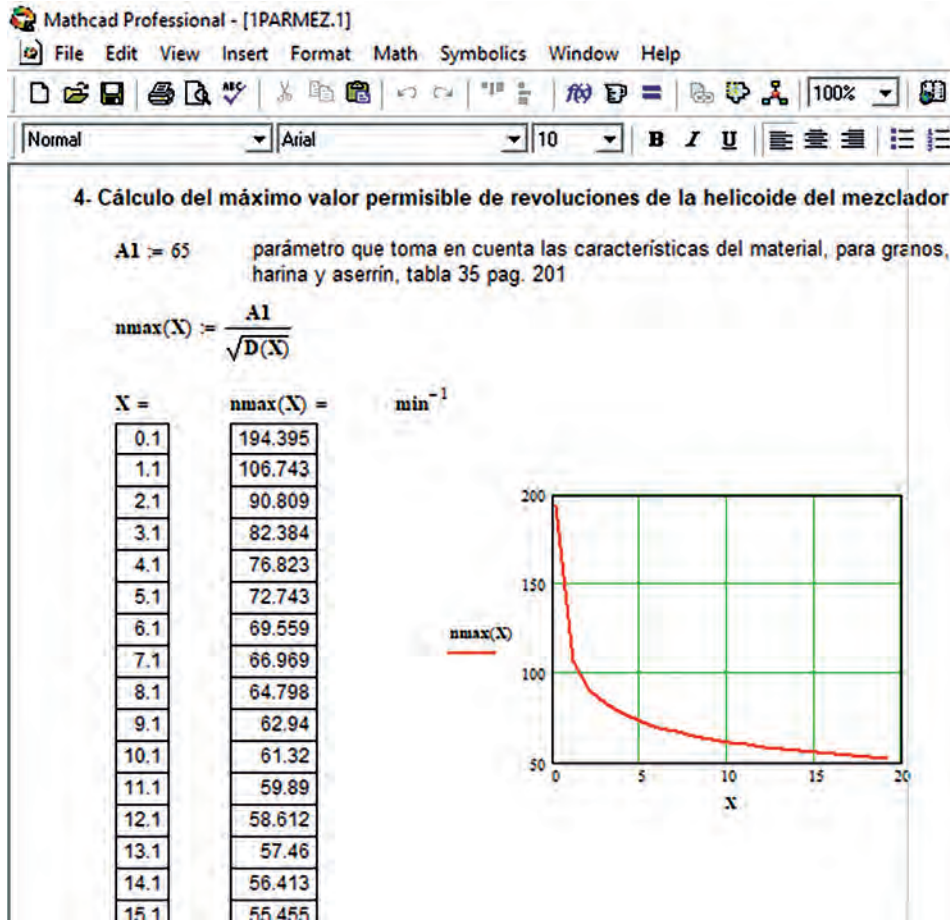 Mathcad Professional - [1PARMEZ.1]
File Edit View Insert Format Math Symbolics Window Help
100%
Normal Arial 10 B I U
4- Cálculo del máximo valor permisible de revoluciones de la helicoide del mezclador
A1 := 65 parámetro que toma en cuenta las características del material, para granos,
harina y aserrín, tabla 35 pag. 201
nmax(X) := A1 / √D(X)
X = nmax(X) = min⁻¹
0.1 194.395
1.1 106.743
2.1 90.809
3.1 82.384
4.1 76.823
5.1 72.743
6.1 69.559
7.1 66.969
8.1 64.798
9.1 62.94
10.1 61.32
11.1 59.89
12.1 58.612
13.1 57.46
14.1 56.413
15.1 55.455
200
150
nmax(X)
100
50
0 5 10 15 20
X